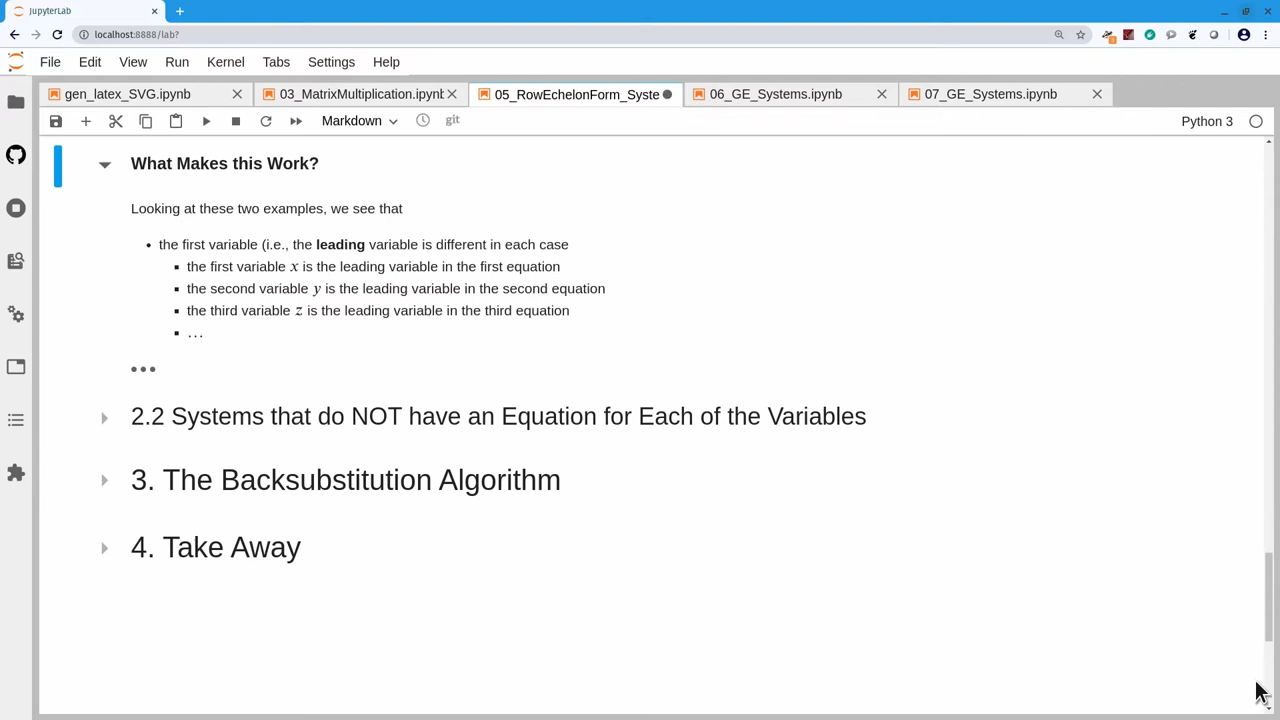 JupyterLab
localhost:8888/lab?
File Edit View Run Kernel Tabs Settings Help
gen_latex_SVG.ipynb 03_MatrixMultiplication.ipynb 05_RowEchelonForm_Syste 06_GE_Systems.ipynb 07_GE_Systems.ipynb
Markdown git Python 3
What Makes this Work?
Looking at these two examples, we see that
• the first variable (i.e., the leading variable is different in each case
▪ the first variable x is the leading variable in the first equation
▪ the second variable y is the leading variable in the second equation
▪ the third variable z is the leading variable in the third equation
▪ …
•••
2.2 Systems that do NOT have an Equation for Each of the Variables
3. The Backsubstitution Algorithm
4. Take Away